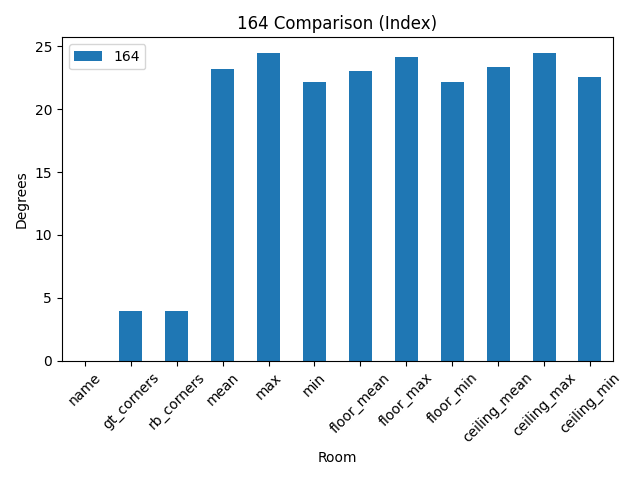 164 Comparison (Index)
164
Degrees
25
20
15
10
5
0
name
gt_corners
rb_corners
mean
max
min
floor_mean
floor_max
floor_min
ceiling_mean
ceiling_max
ceiling_min
Room